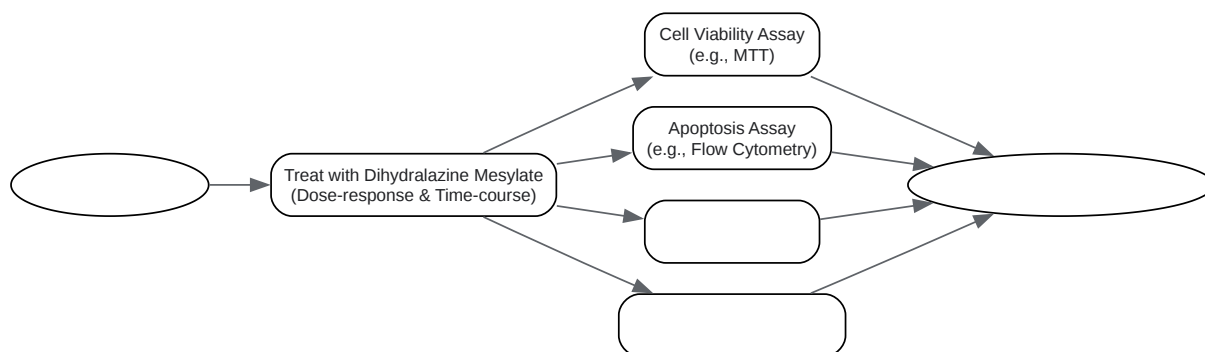 Cell Viability Assay
(e.g., MTT)
Apoptosis Assay
(e.g., Flow Cytometry)
Treat with Dihydralazine Mesylate
(Dose-response & Time-course)